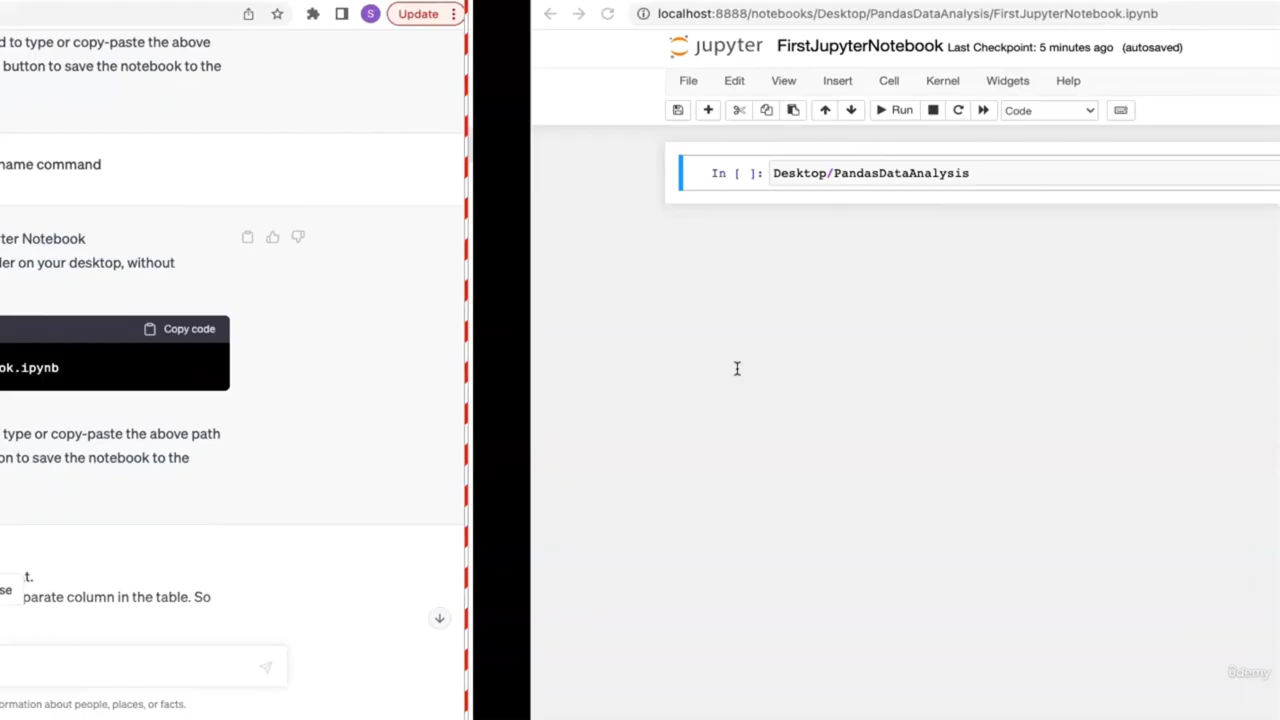 Update
d to type or copy-paste the above
button to save the notebook to the
name command
ter Notebook
ler on your desktop, without
Copy code
ok.ipynb
type or copy-paste the above path
on to save the notebook to the
t.
se
parate column in the table. So
ormation about people, places, or facts.
S
localhost:8888/notebooks/Desktop/PandasDataAnalysis/FirstJupyterNotebook.ipynb
jupyter FirstJupyterNotebook Last Checkpoint: 5 minutes ago (autosaved)
File Edit View Insert Cell Kernel Widgets Help
Run Code
In [ ]: Desktop/PandasDataAnalysis
ûdemy